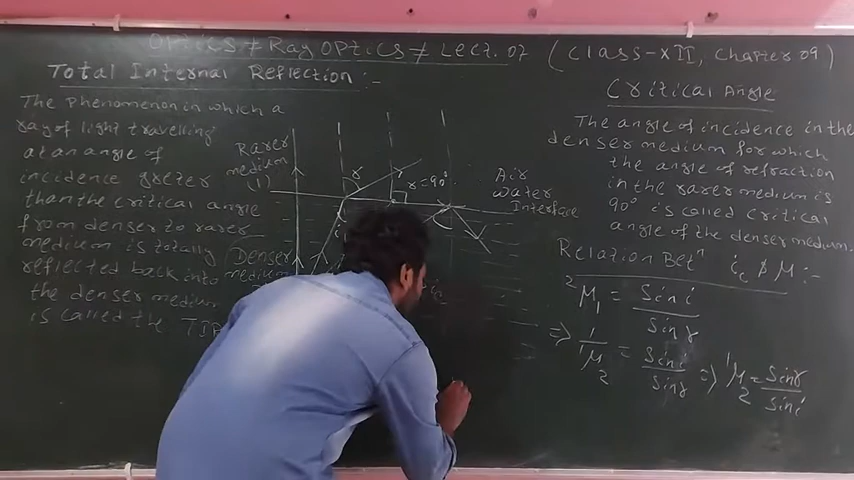 OPTICS ≠ Ray OPTICS ≠ Lect. 07 (Class-XII, Chapter 09)
Total Internal Reflection :-
The Phenomenon in which a
ray of light travelling
at an angle of
incidence greter
than the critical angle
from denser to rarer
medium is totally
reflected back into
the denser medium
is called the TIR
Rarer
medium
(1)
r
r=90°
Air
Water
Interface
Denser
i
i
ic
Critical Angle
The angle of incidence in the
denser medium for which
the angle of refraction
in the rarer medium is
90° is called critical
angle of the denser medium.
Relation Betn ic & μ :-
²μ₁ = Sin i / Sin r
=> 1/¹μ₂ = Sin i / Sin r => ¹μ₂ = Sin r / Sin i